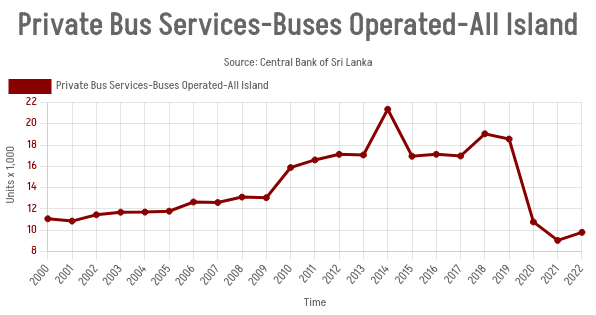 Private Bus Services-Buses Operated-All Island
Source: Central Bank of Sri Lanka
Private Bus Services-Buses Operated-All Island
Units x 1,000
22
20
18
16
14
12
10
8
2000 2001 2002 2003 2004 2005 2006 2007 2008 2009 2010 2011 2012 2013 2014 2015 2016 2017 2018 2019 2020 2021 2022
Time